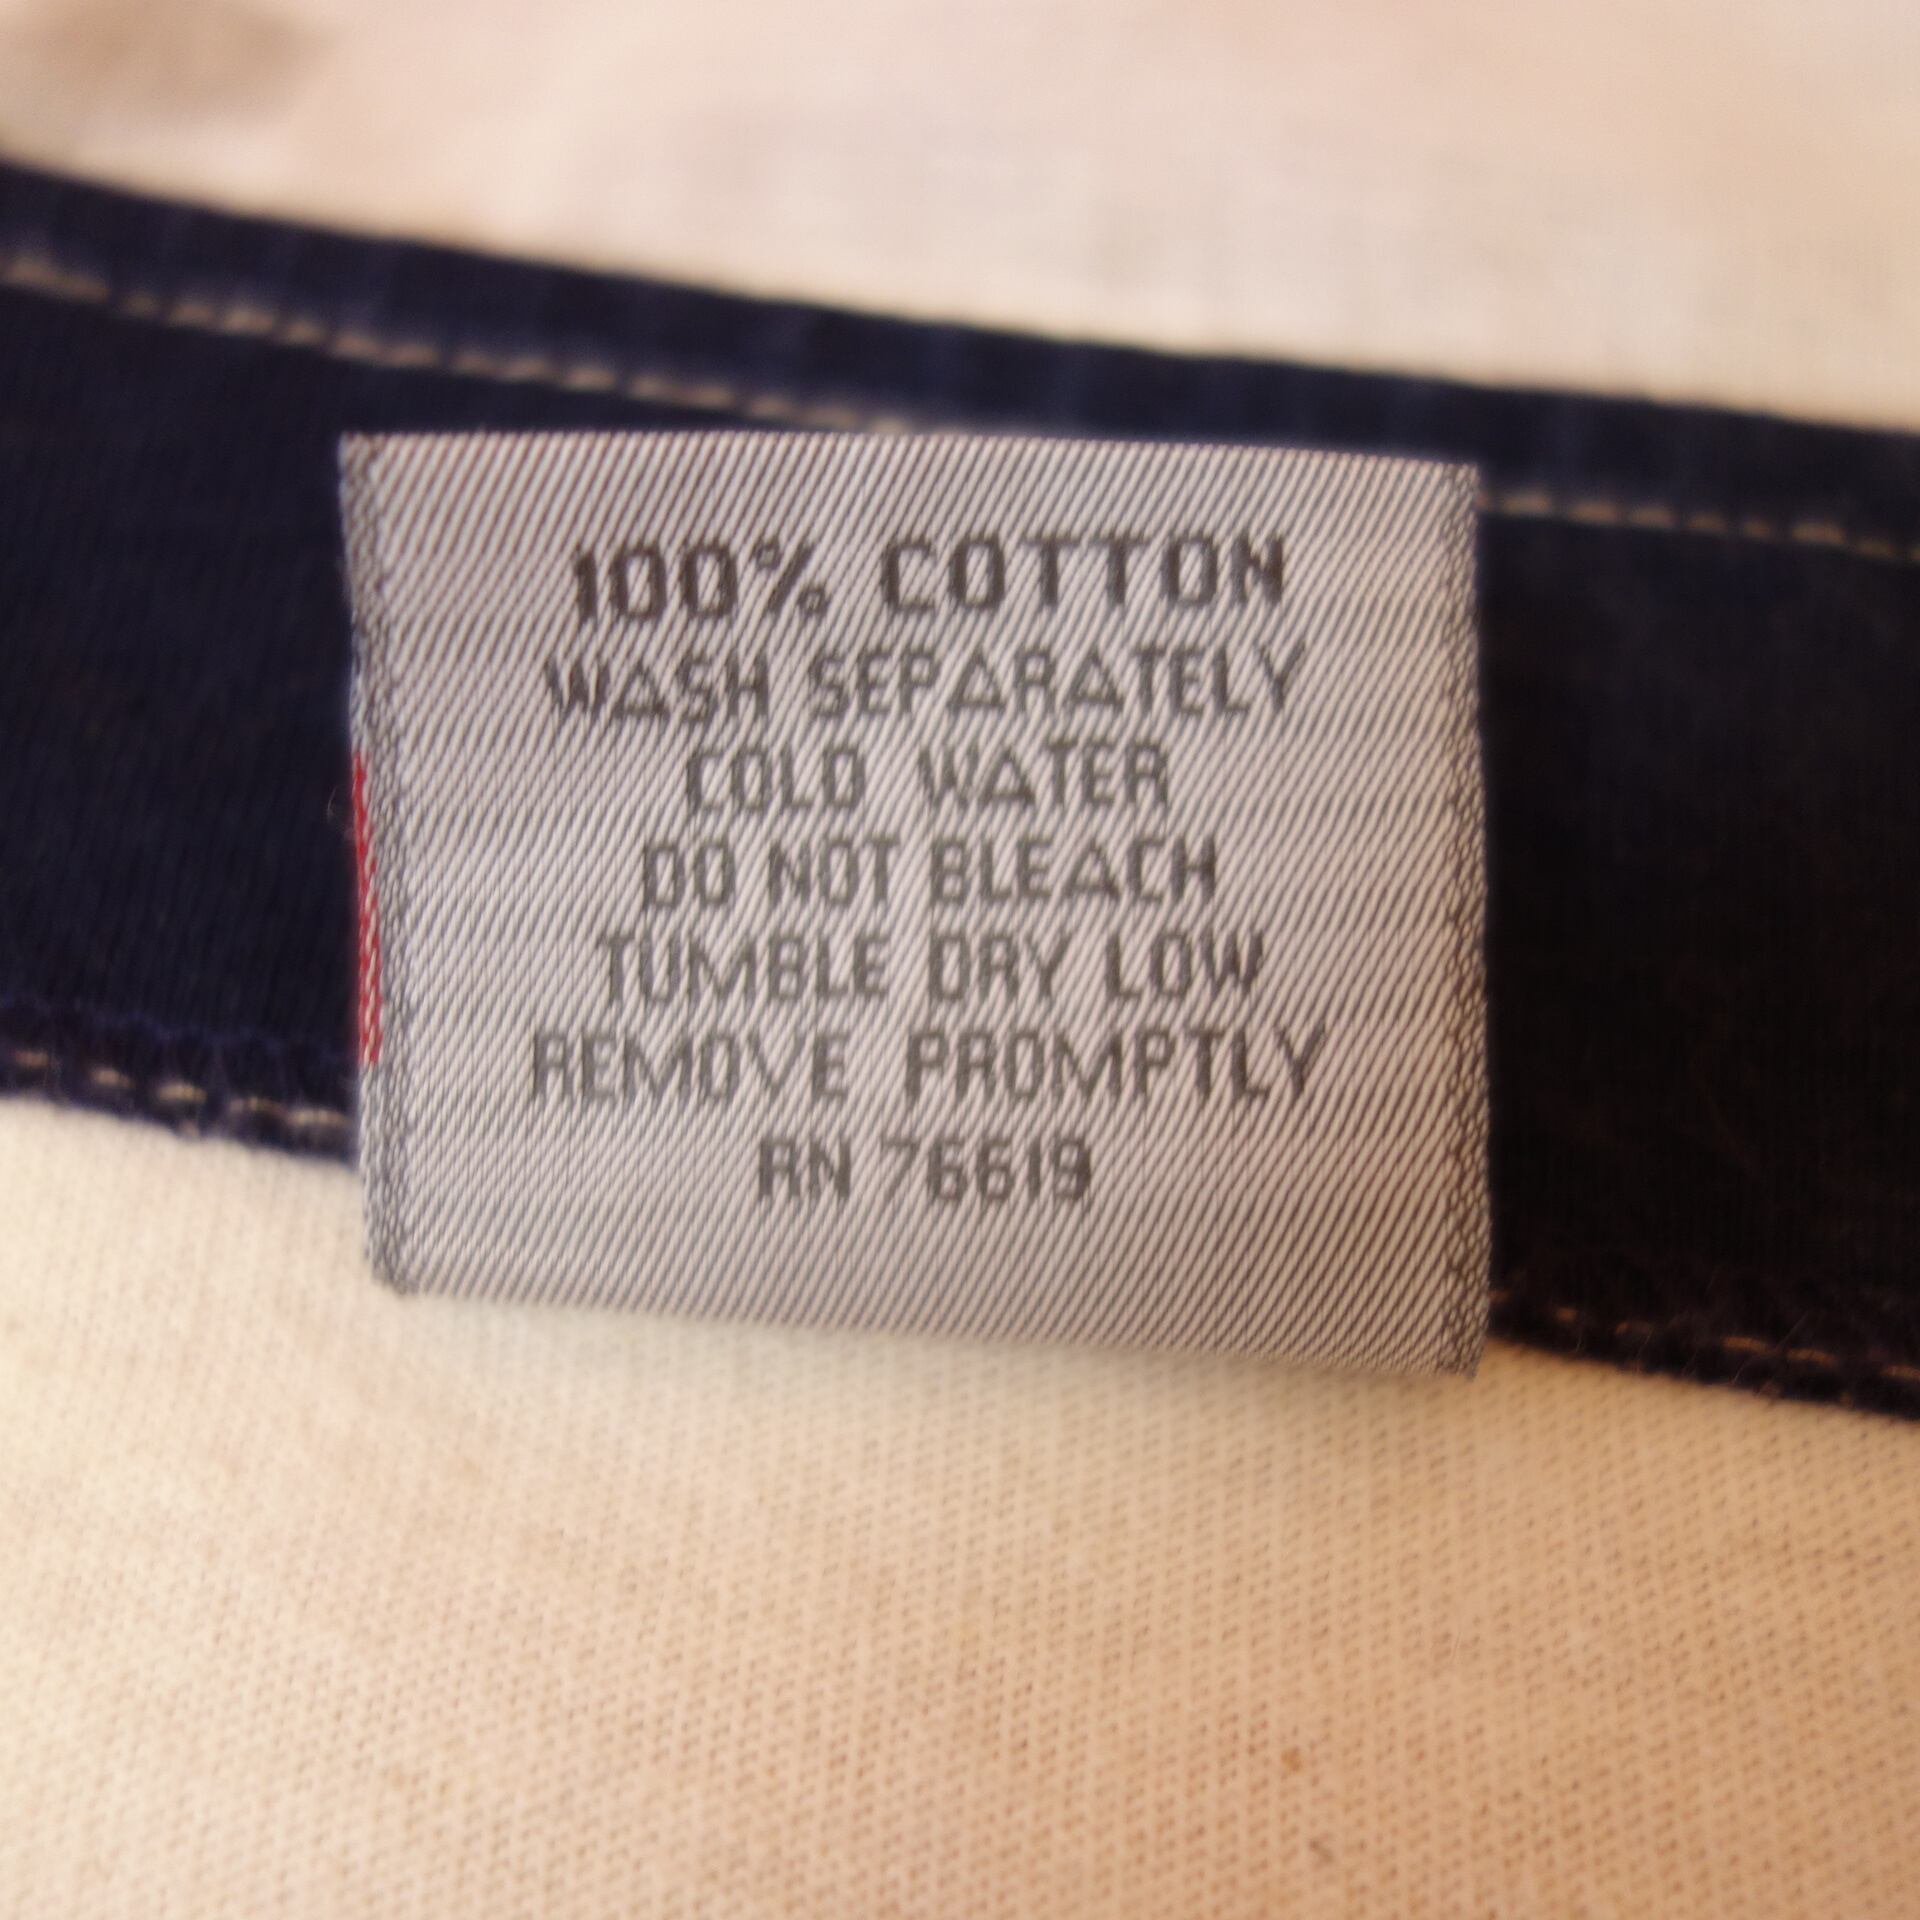 100% COTTON
WASH SEPARATELY
COLD WATER
DO NOT BLEACH
TUMBLE DRY LOW
REMOVE PROMPTLY
RN 76619